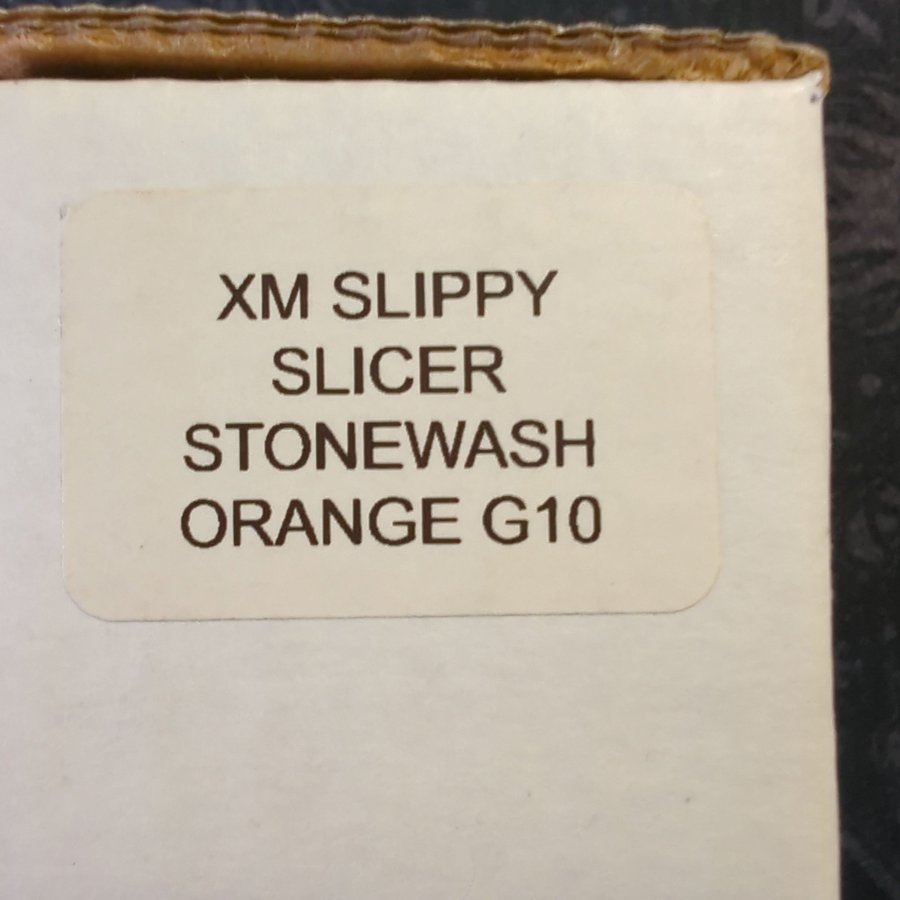 XM SLIPPY
SLICER
STONEWASH
ORANGE G10